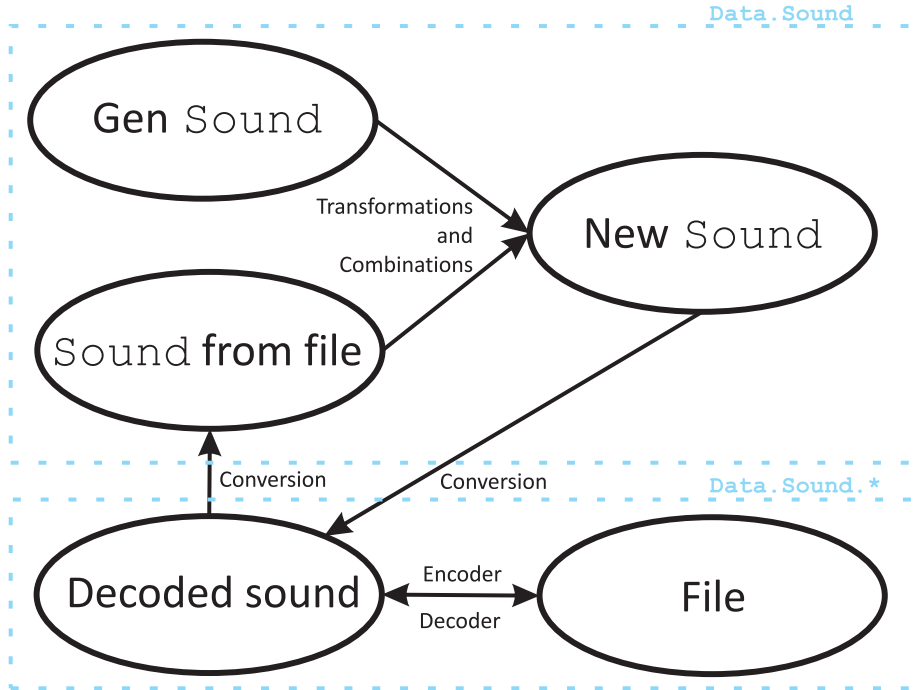 Data.Sound
Gen Sound
Transformations
and
Combinations
New Sound
Sound from file
Conversion
Conversion
Data.Sound.*
Decoded sound
Encoder
Decoder
File